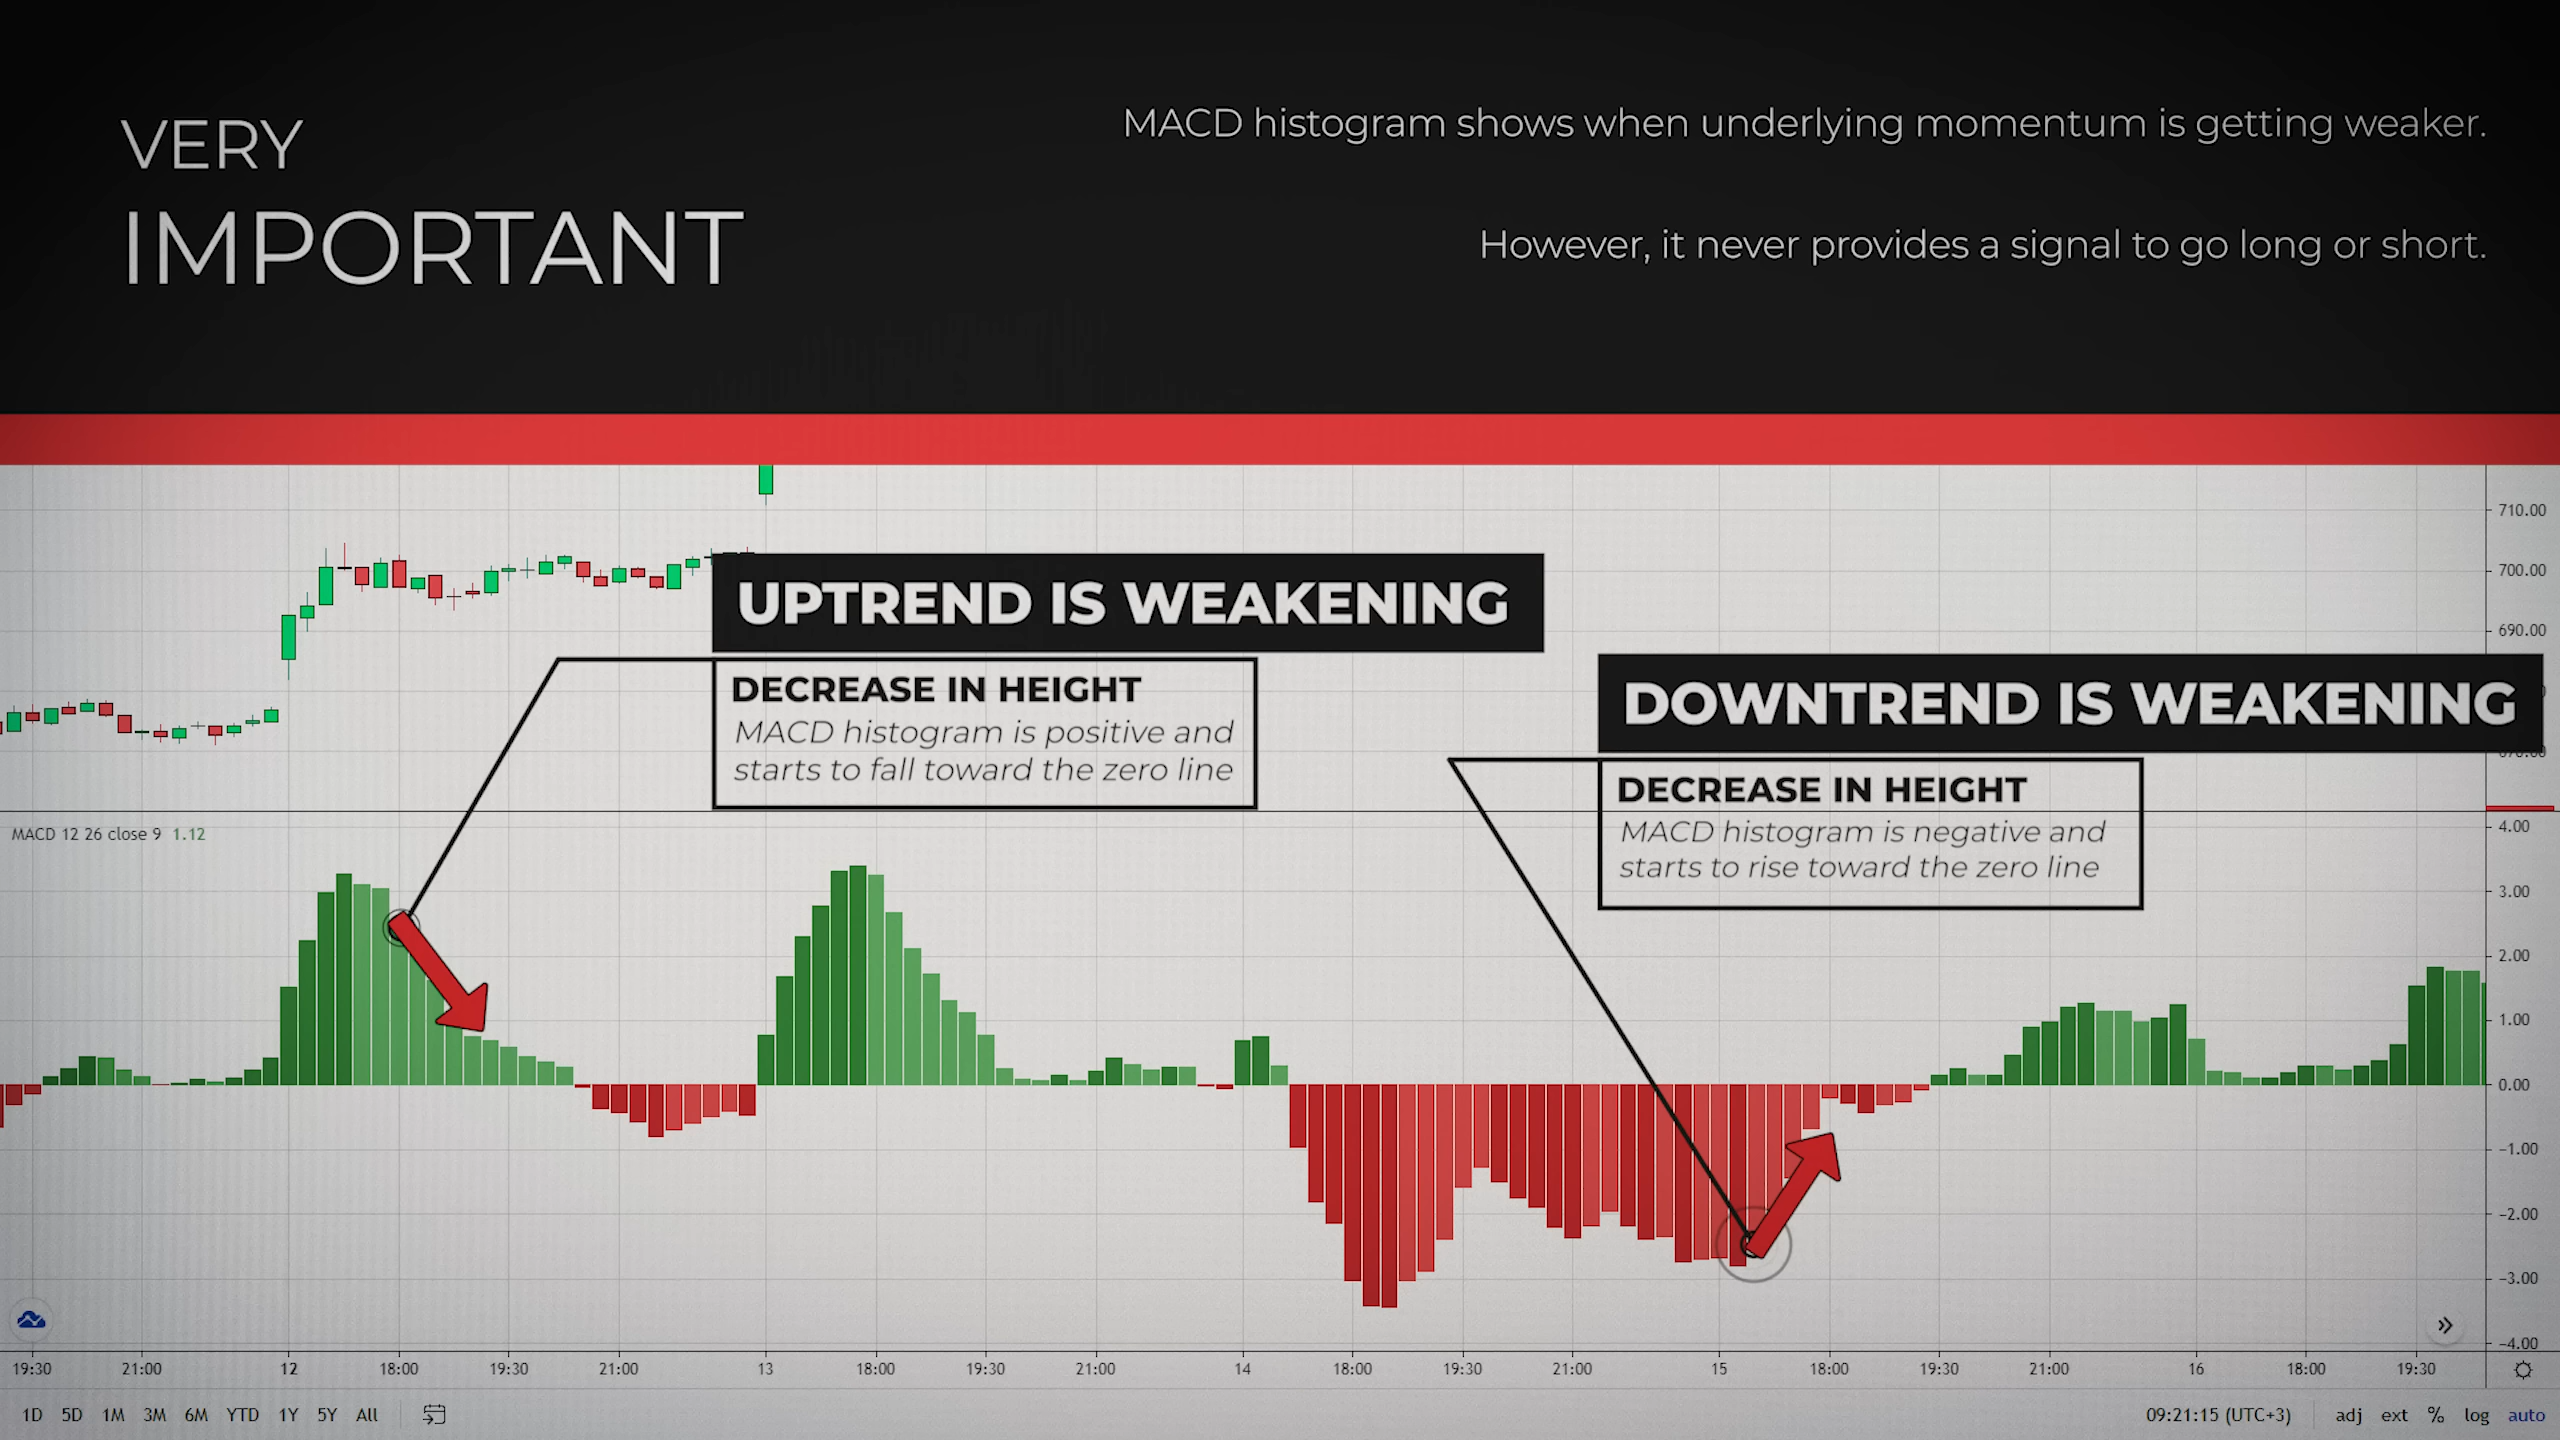 VERY
IMPORTANT
MACD histogram shows when underlying momentum is getting weaker.
However, it never provides a signal to go long or short.
710.00
700.00
690.00
UPTREND IS WEAKENING
DECREASE IN HEIGHT
MACD histogram is positive and
starts to fall toward the zero line
DOWNTREND IS WEAKENING
DECREASE IN HEIGHT
MACD histogram is negative and
starts to rise toward the zero line
MACD 12 26 close 9 1.12
4.00
3.00
2.00
1.00
0.00
-1.00
-2.00
-3.00
-4.00
19:30 21:00 12 18:00 19:30 21:00 13 18:00 19:30 21:00 14 18:00 19:30 21:00 15 18:00 19:30 21:00 16 18:00 19:30
1D 5D 1M 3M 6M YTD 1Y 5Y All 09:21:15 (UTC+3) adj ext % log auto